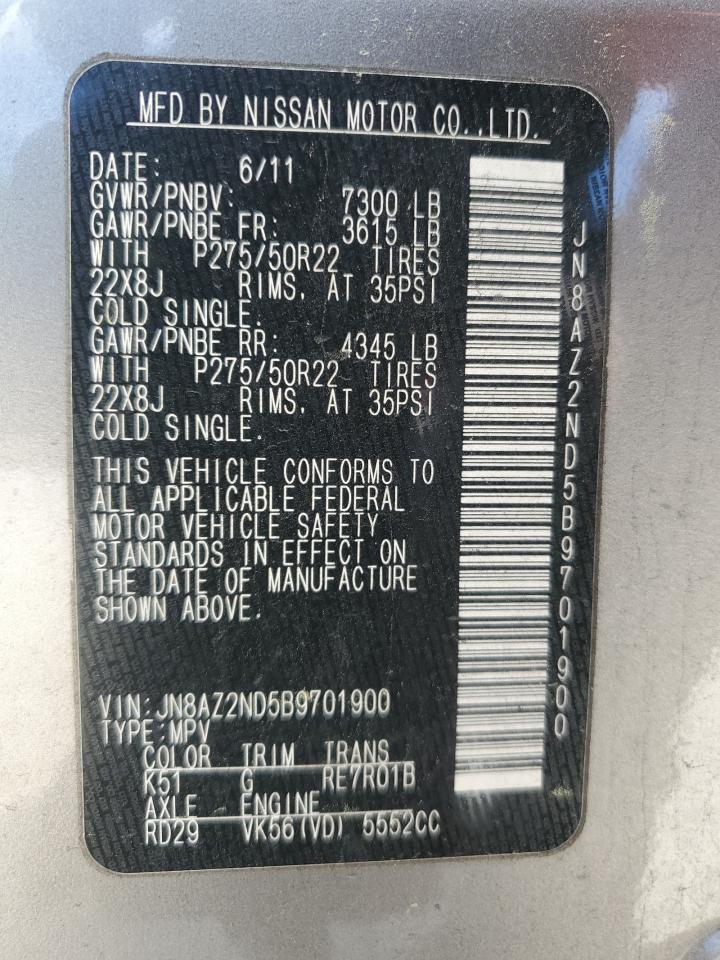 MFD BY NISSAN MOTOR CO.,LTD.
DATE: 6/11
GVWR/PNBV: 7300 LB
GAWR/PNBE FR: 3615 LB
WITH P275/50R22 TIRES
22X8J RIMS, AT 35PSI
COLD SINGLE.
GAWR/PNBE RR: 4345 LB
WITH P275/50R22 TIRES
22X8J RIMS, AT 35PSI
COLD SINGLE.
THIS VEHICLE CONFORMS TO
ALL APPLICABLE FEDERAL
MOTOR VEHICLE SAFETY
STANDARDS IN EFFECT ON
THE DATE OF MANUFACTURE
SHOWN ABOVE.
VIN:JN8AZ2ND5B9701900
TYPE:MPV
COLOR TRIM TRANS
K51 G RE7R01B
AXLE ENGINE
RD29 VK56(VD) 5552CC
JN8AZ2ND5B9701900